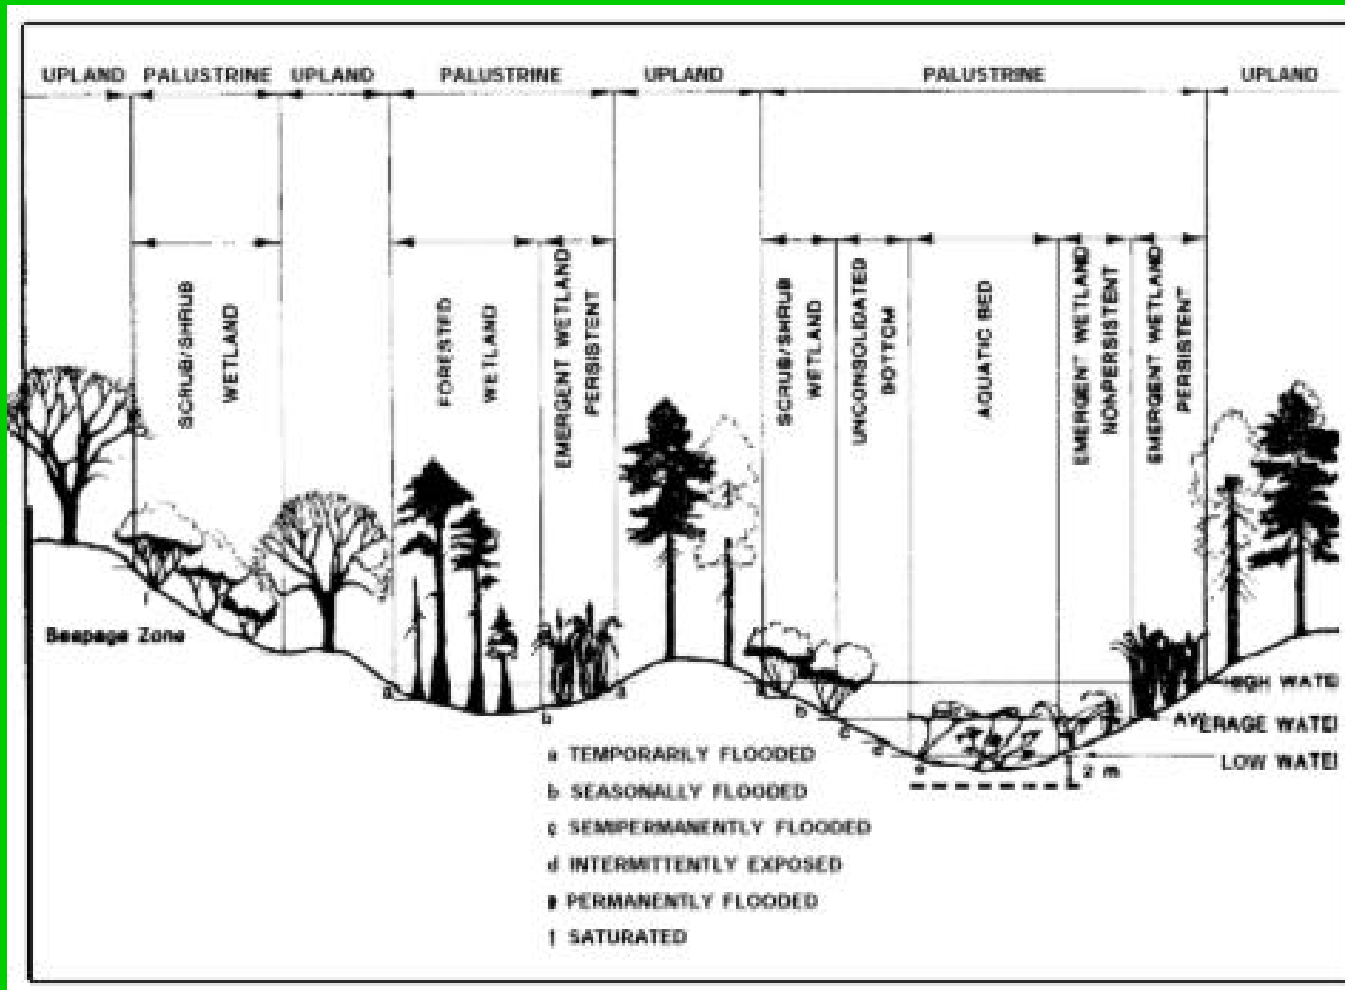 UPLAND PALUSTRINE UPLAND PALUSTRINE UPLAND PALUSTRINE UPLAND
SCRUB/SHRUB
WETLAND
FORESTED
WETLAND
EMERGENT WETLAND
PERSISTENT
SCRUB/SHRUB
WETLAND
UNCONSOLIDATED
BOTTOM
AQUATIC BED
EMERGENT WETLAND
NONPERSISTENT
EMERGENT WETLAND
PERSISTENT
Seepage Zone
HIGH WATE
AVERAGE WATE
LOW WATE
2 m
a
b
a
b
c
e
a TEMPORARILY FLOODED
b SEASONALLY FLOODED
c SEMIPERMANENTLY FLOODED
d INTERMITTENTLY EXPOSED
e PERMANENTLY FLOODED
f SATURATED